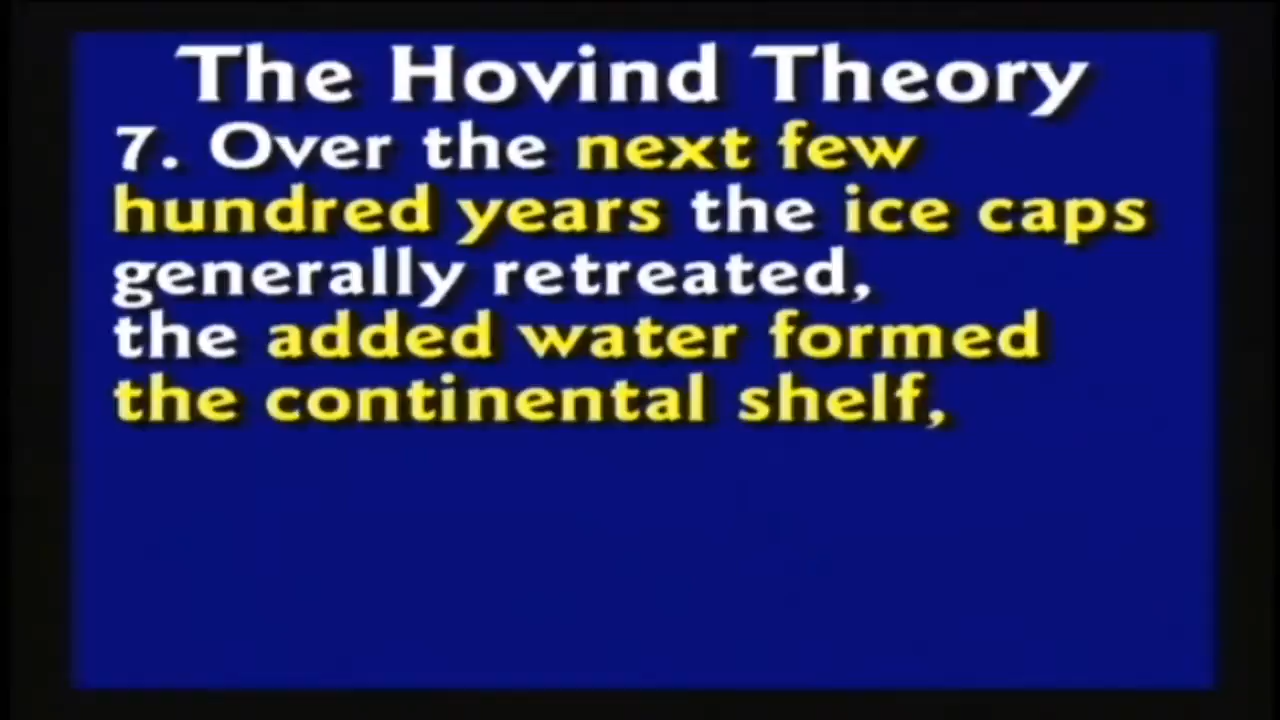 The Hovind Theory
7. Over the next few
hundred years the ice caps
generally retreated,
the added water formed
the continental shelf,